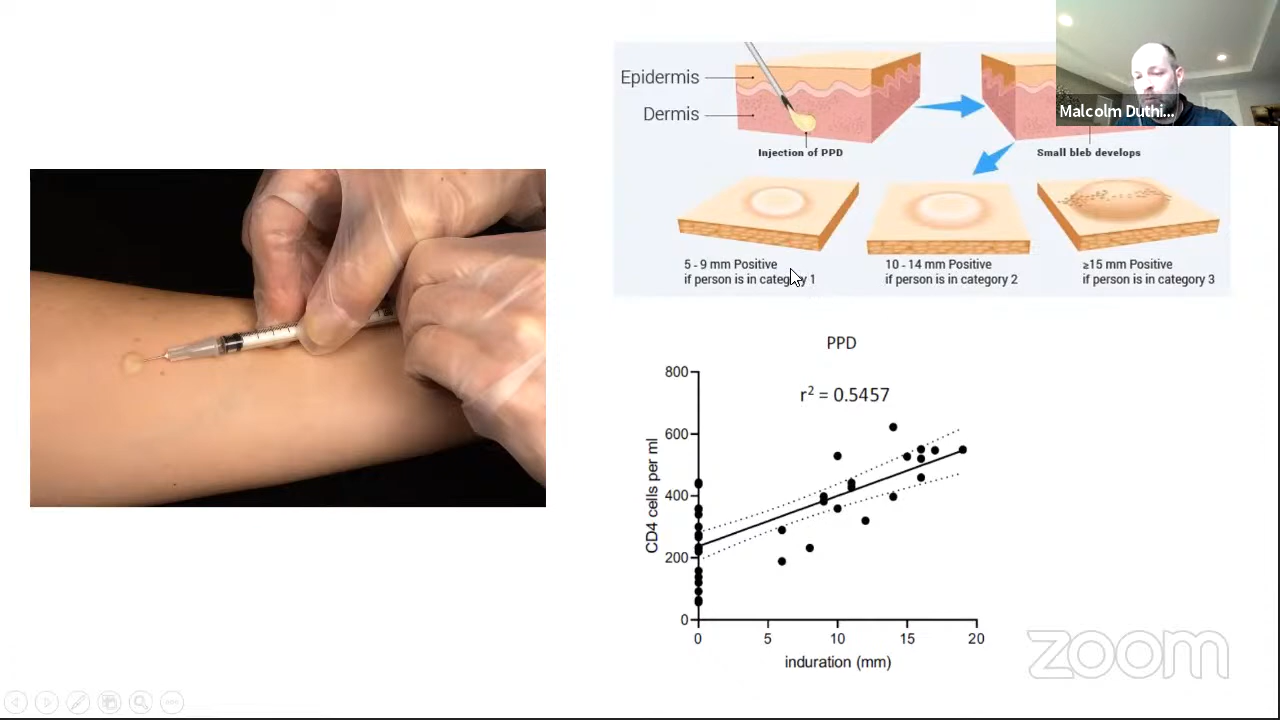 Malcolm Duthi...
Epidermis
Dermis
Injection of PPD
Small bleb develops
5 - 9 mm Positive
if person is in category 1
10 - 14 mm Positive
if person is in category 2
≥15 mm Positive
if person is in category 3
PPD
r² = 0.5457
800
600
400
200
0
CD4 cells per ml
0 5 10 15 20
induration (mm)
zoom